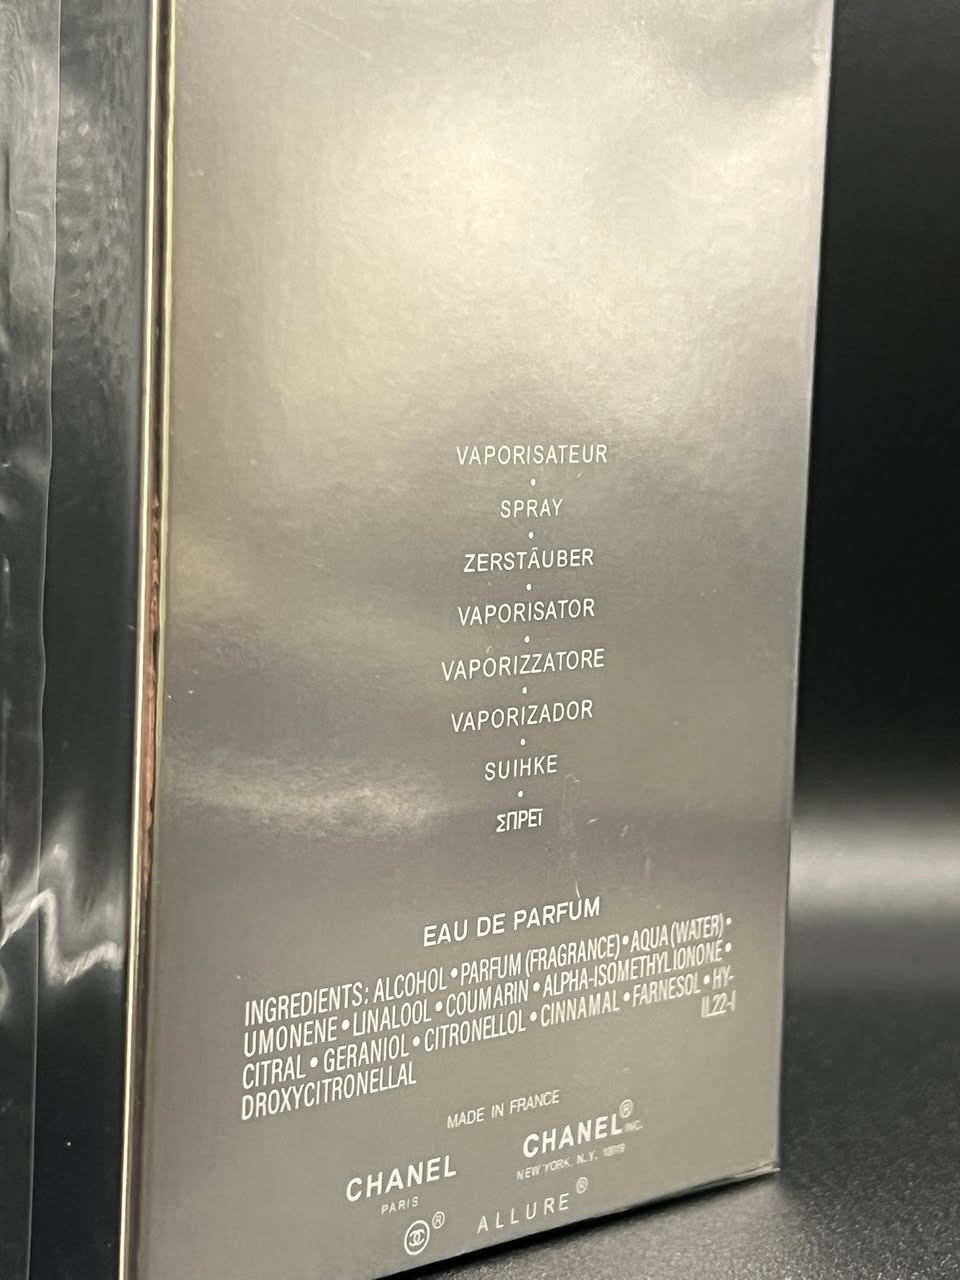 VAPORISATEUR
•
SPRAY
•
ZERSTÄUBER
•
VAPORISATOR
•
VAPORIZZATORE
•
VAPORIZADOR
•
SUIHKE
•
ΣΠΡΕΪ
EAU DE PARFUM
INGREDIENTS: ALCOHOL • PARFUM (FRAGRANCE) • AQUA (WATER) •
UMONENE • LINALOOL • COUMARIN • ALPHA-ISOMETHYL IONONE •
CITRAL • GERANIOL • CITRONELLOL • CINNAMAL • FARNESOL • HY-
DROXYCITRONELLAL
IL22-I
MADE IN FRANCE
CHANEL
PARIS
CHANEL® INC.
NEW YORK. N.Y. 10019
® ALLURE®